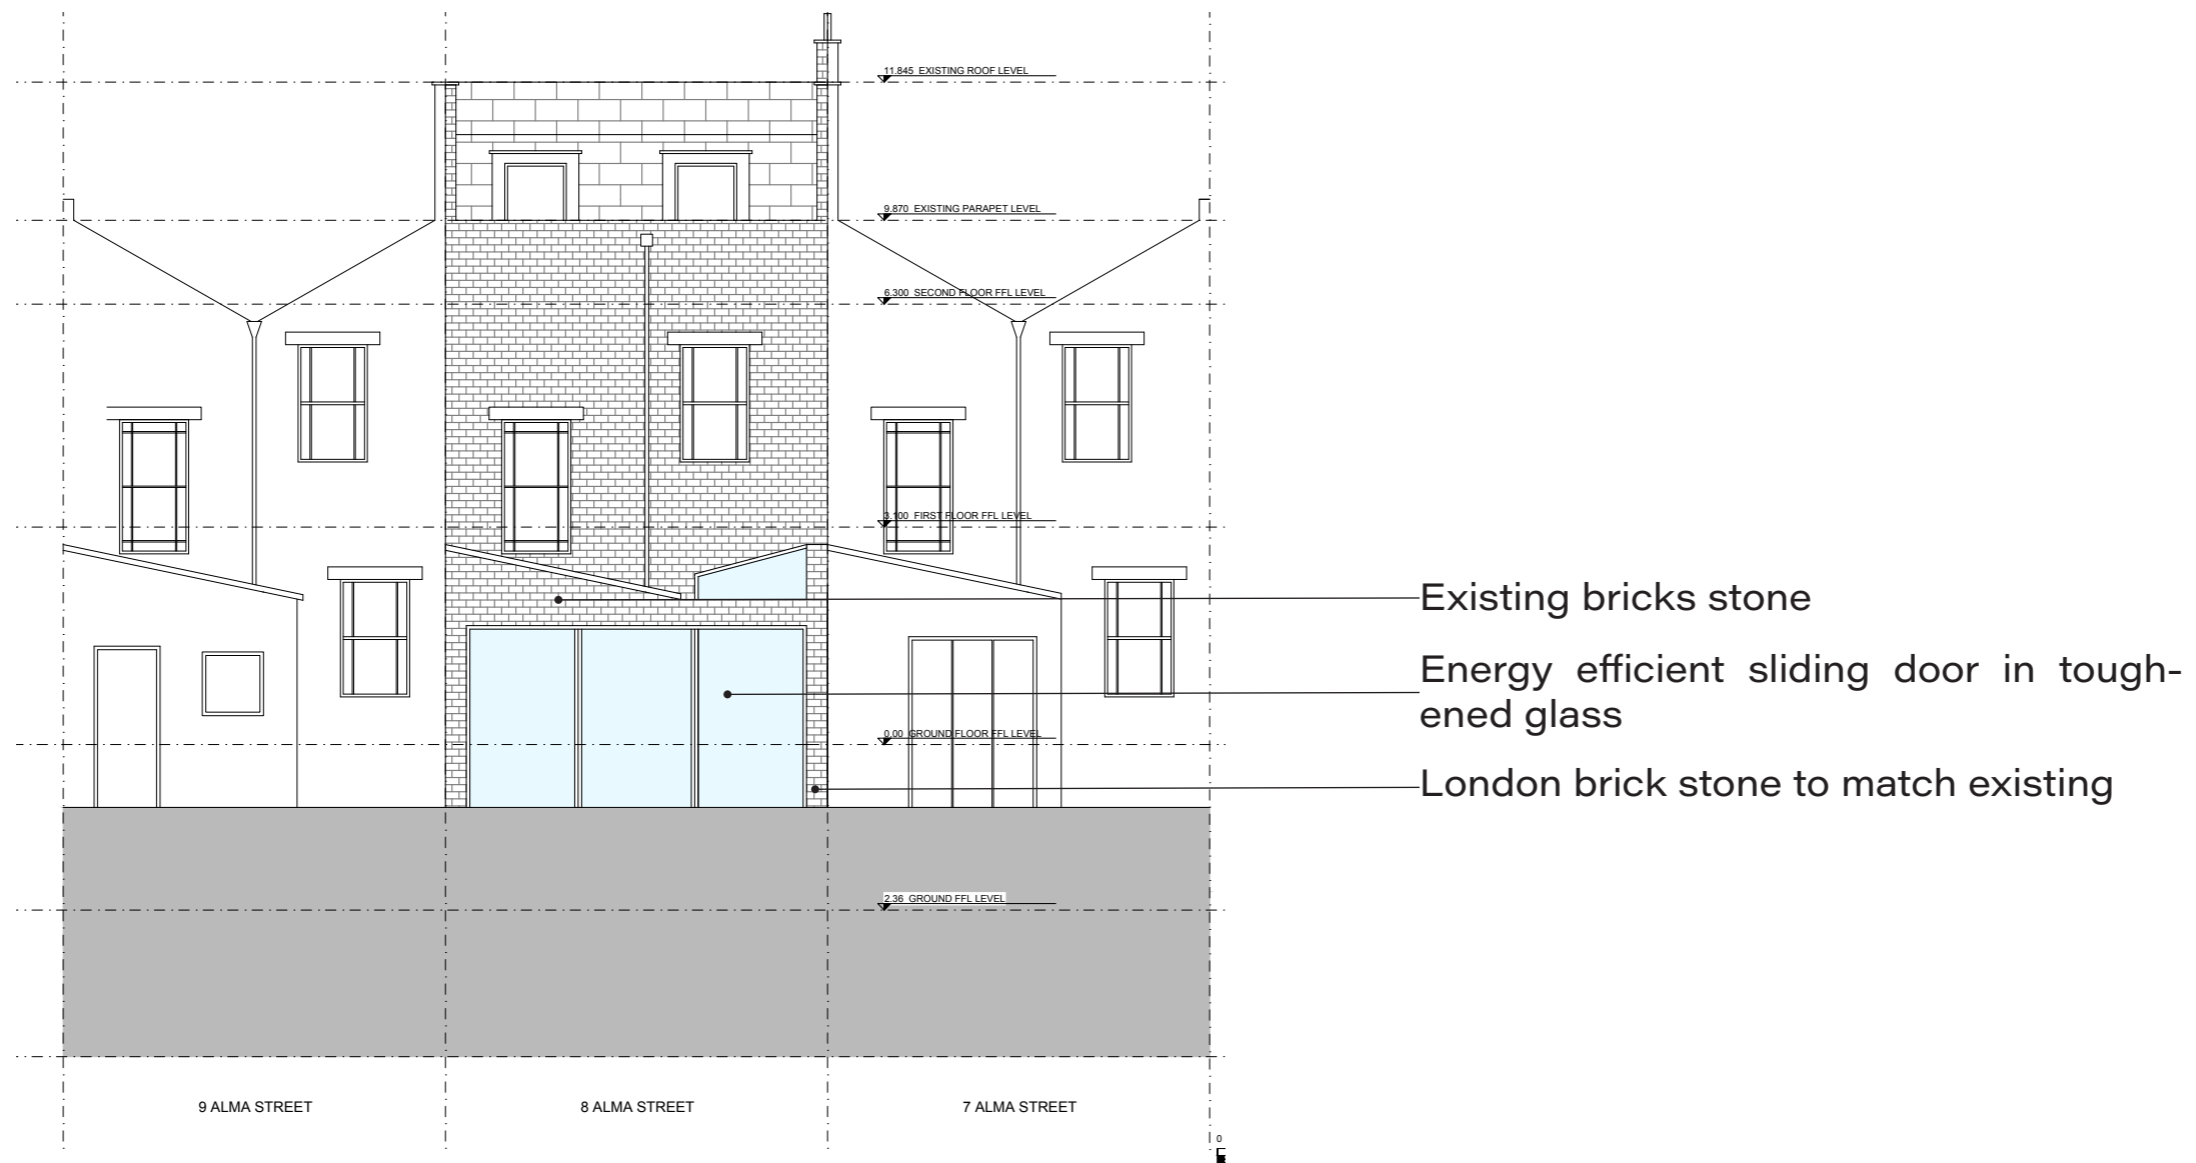 11.845 EXISTING ROOF LEVEL
9.870 EXISTING PARAPET LEVEL
6.300 SECOND FLOOR FFL LEVEL
3.100 FIRST FLOOR FFL LEVEL
Existing bricks stone
Energy efficient sliding door in tough-
ened glass
0.00 GROUND FLOOR FFL LEVEL
London brick stone to match existing
2.36 GROUND FFL LEVEL
9 ALMA STREET
8 ALMA STREET
7 ALMA STREET
0